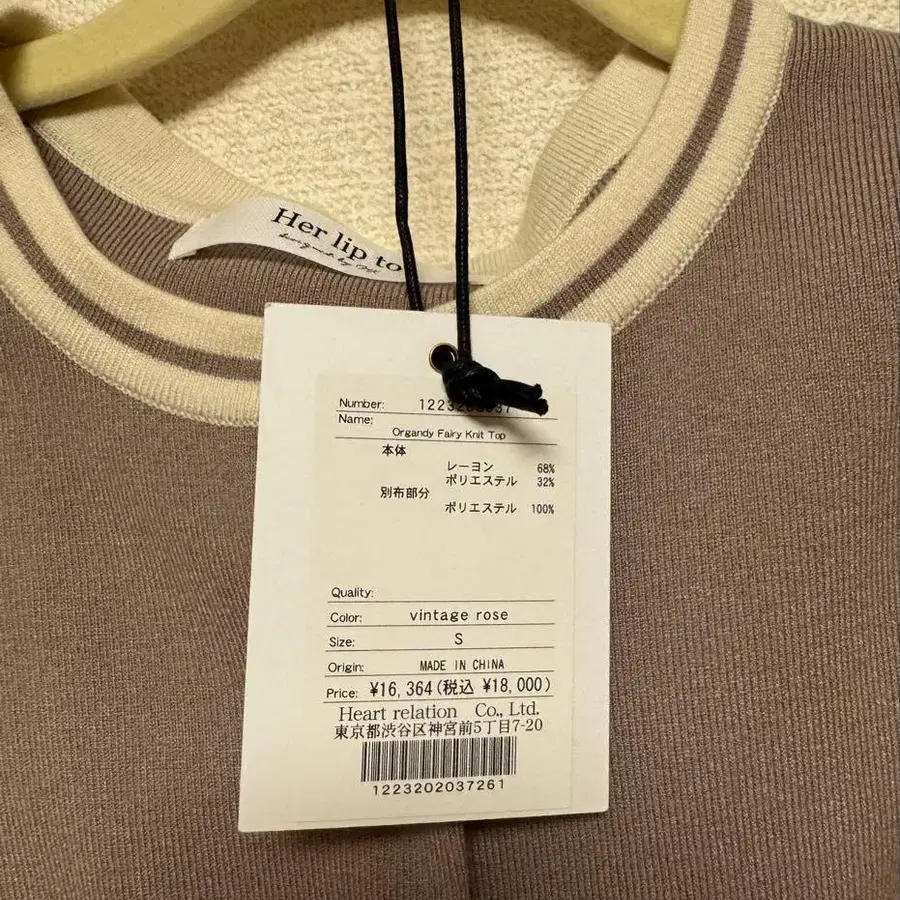 Her lip to
Number:
Name:
Organdy Fairy Knit Top
本体
レーヨン 68%
ポリエステル 32%
別布部分
ポリエステル 100%
Quality:
Color: vintage rose
Size: S
Origin: MADE IN CHINA
Price: ¥16,364(税込 ¥18,000)
Heart relation Co., Ltd.
東京都渋谷区神宮前5丁目7-20
1223202037261